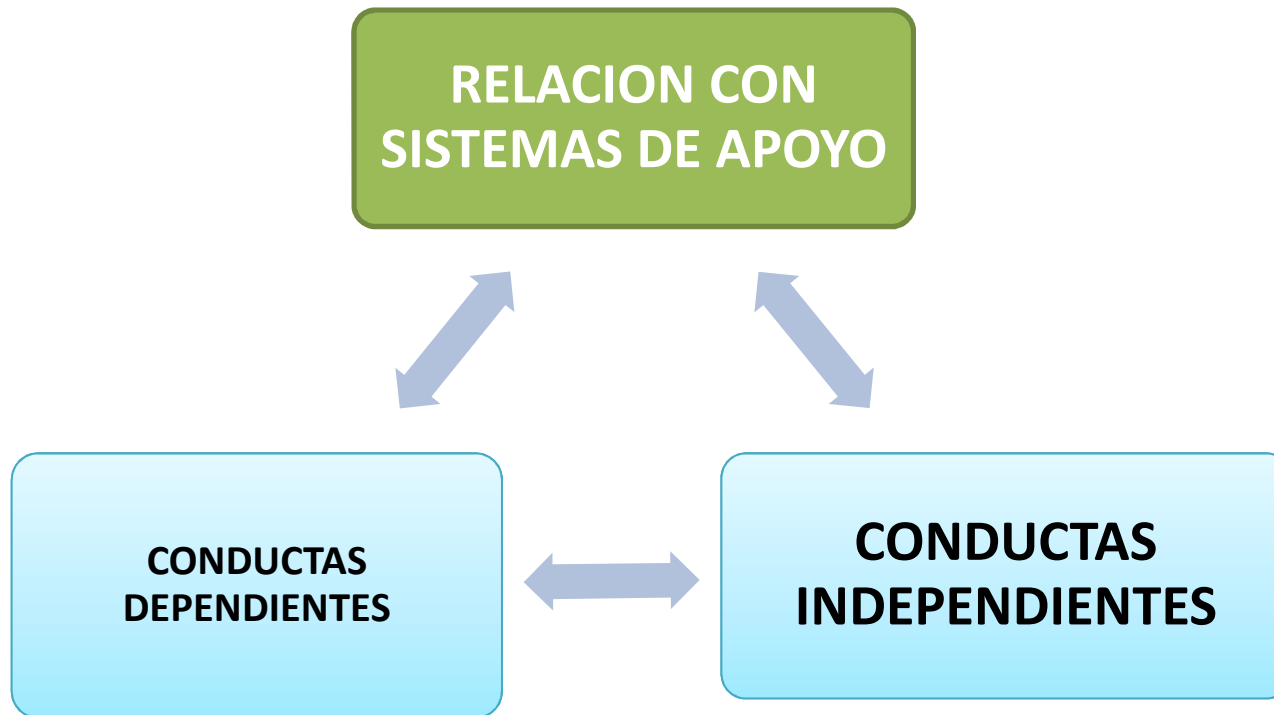 RELACION CON
SISTEMAS DE APOYO
CONDUCTAS
DEPENDIENTES
CONDUCTAS
INDEPENDIENTES